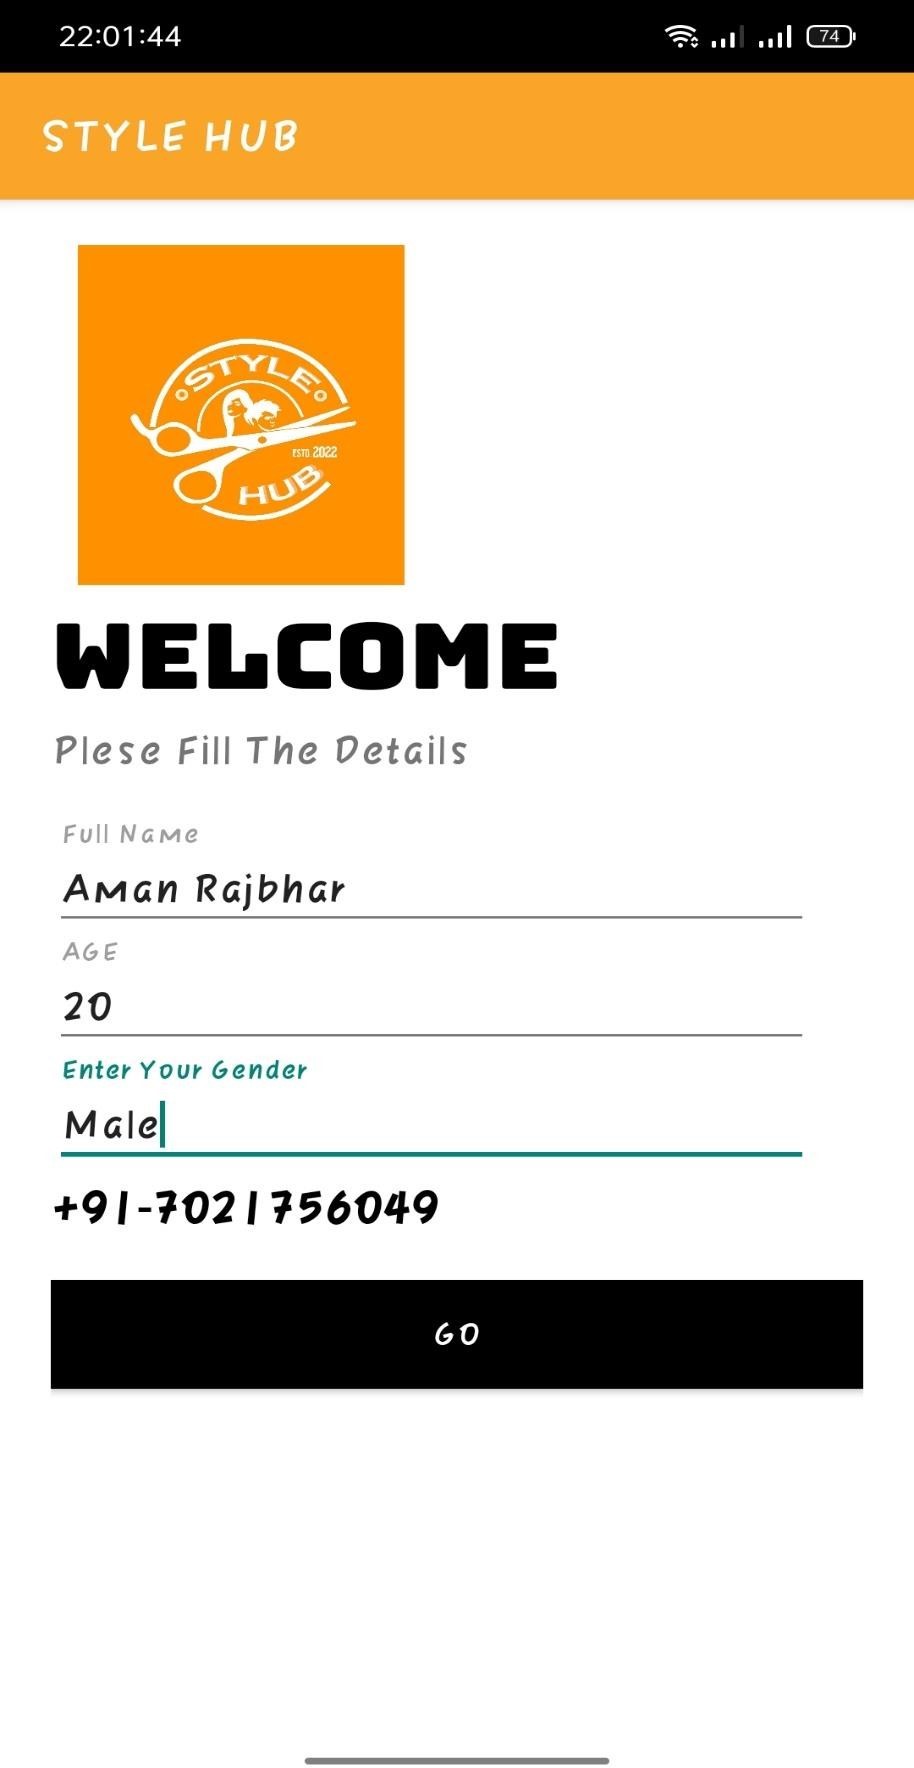 22:01:44
74
STYLE HUB
STYLE
ESTD 2022
HUB
WELCOME
Plese Fill The Details
Full Name
Aman Rajbhar
AGE
20
Enter Your Gender
Male
+91-7021756049
GO